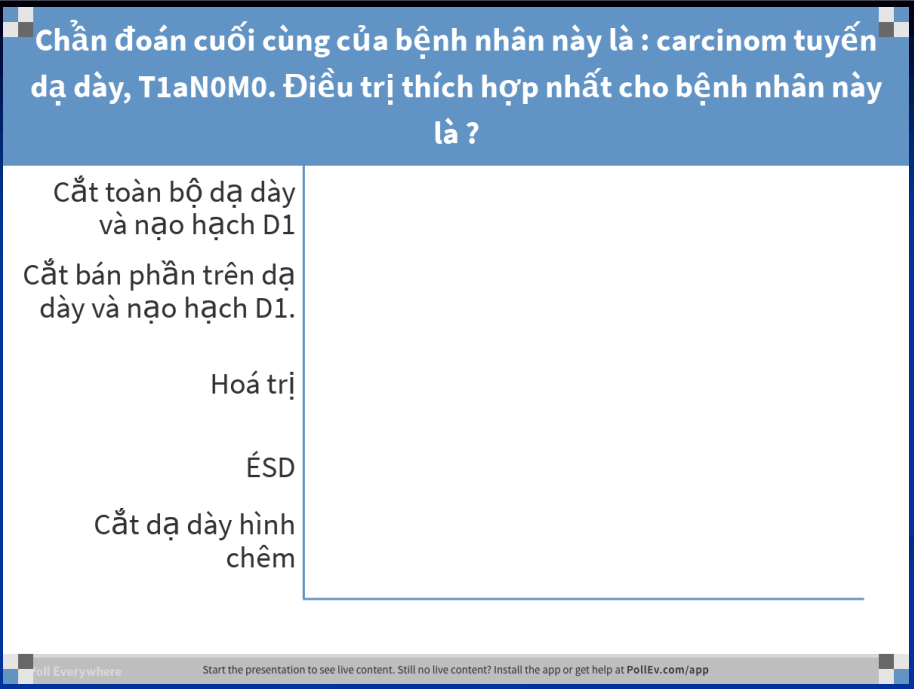 Chẩn đoán cuối cùng của bệnh nhân này là : carcinom tuyến
dạ dày, T1aN0M0. Điều trị thích hợp nhất cho bệnh nhân này
là ?
Cắt toàn bộ dạ dày
và nạo hạch D1
Cắt bán phần trên dạ
dày và nạo hạch D1.
Hoá trị
ÉSD
Cắt dạ dày hình
chêm
Poll Everywhere
Start the presentation to see live content. Still no live content? Install the app or get help at PollEv.com/app